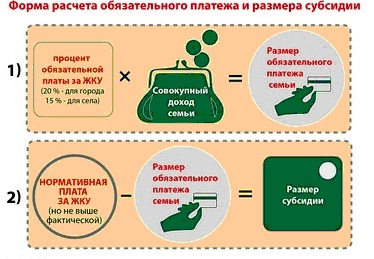 Форма расчета обязательного платежа и размера субсидии
1)
процент
обязательной
платы за ЖКУ
(20 % - для города
15 % - для села)
×
Совокупный
доход
семьи
=
Размер
обязательного
платежа
семьи
2)
НОРМАТИВНАЯ
ПЛАТА
ЗА ЖКУ
(но не выше
фактической)
–
Размер
обязательного
платежа
семьи
=
Размер
субсидии